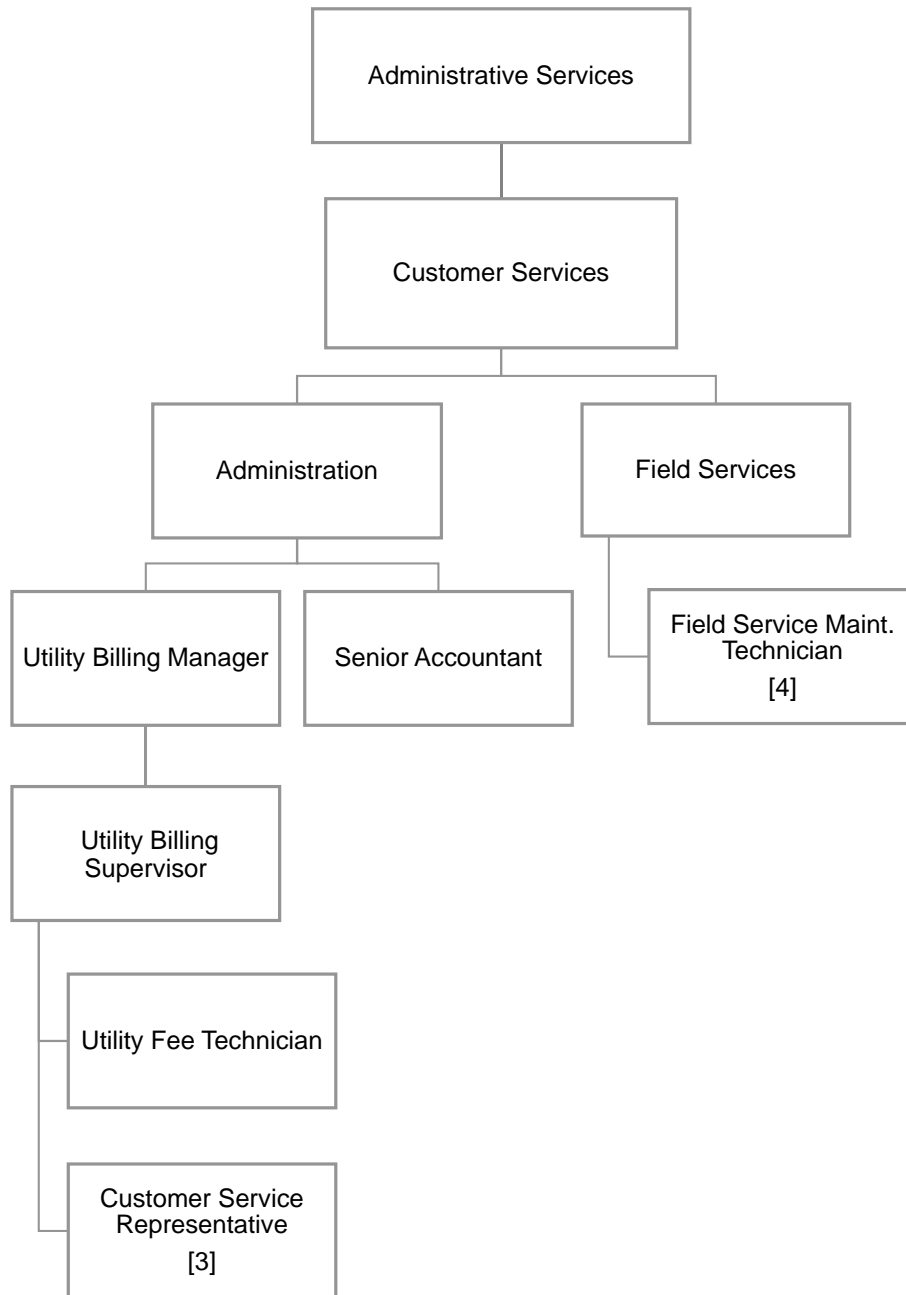 Administrative Services
Customer Services
Administration
Field Services
Utility Billing Manager
Senior Accountant
Field Service Maint.
Technician
[4]
Utility Billing
Supervisor
Utility Fee Technician
Customer Service
Representative
[3]